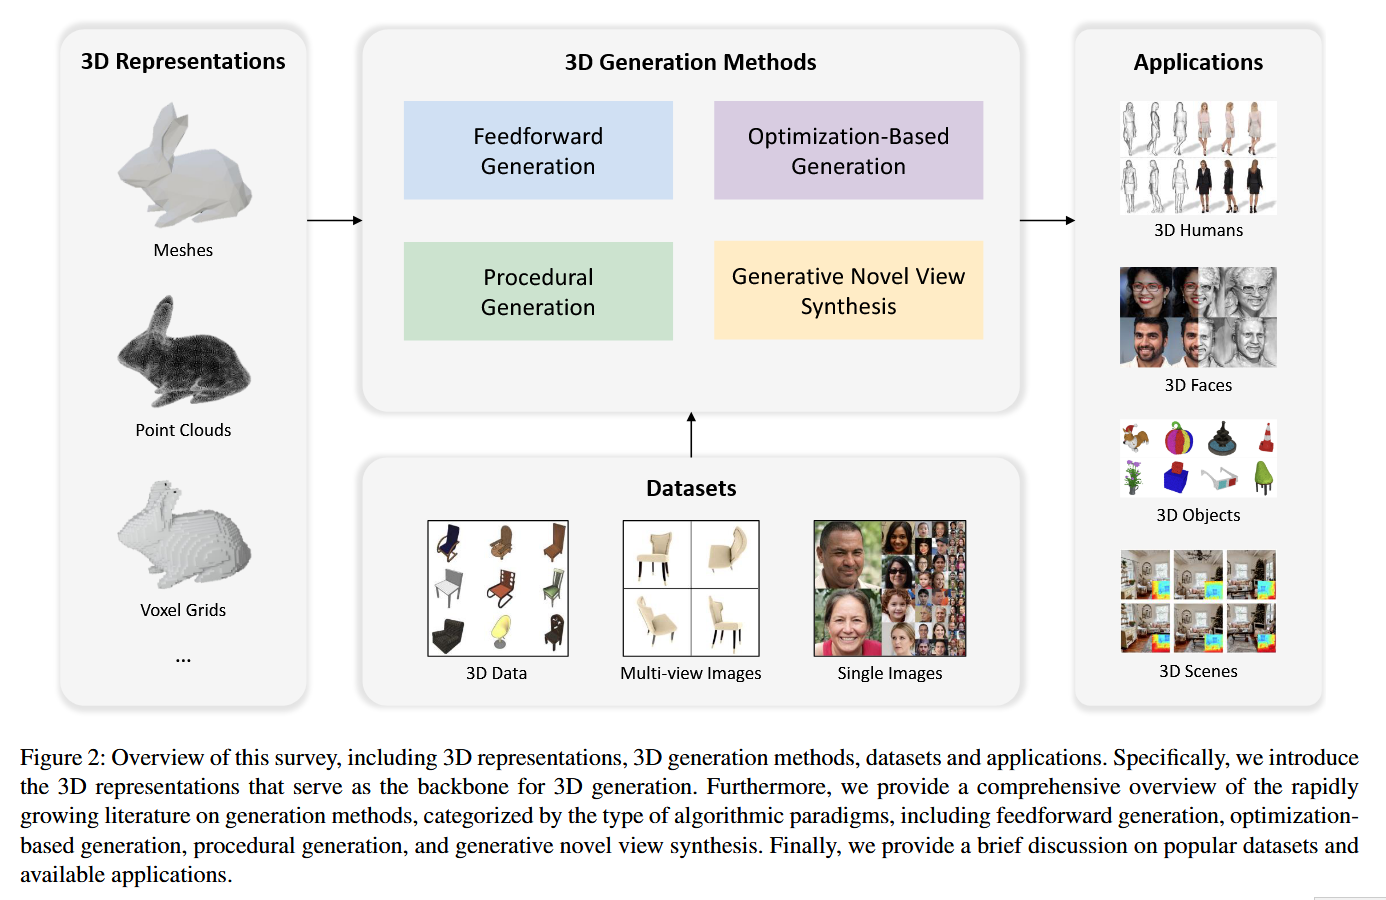 3D Representations
Meshes
Point Clouds
Voxel Grids
...
3D Generation Methods
Feedforward
Generation
Optimization-Based
Generation
Procedural
Generation
Generative Novel View
Synthesis
Datasets
3D Data
Multi-view Images
Single Images
Applications
3D Humans
3D Faces
3D Objects
3D Scenes
Figure 2: Overview of this survey, including 3D representations, 3D generation methods, datasets and applications. Specifically, we introduce
the 3D representations that serve as the backbone for 3D generation. Furthermore, we provide a comprehensive overview of the rapidly
growing literature on generation methods, categorized by the type of algorithmic paradigms, including feedforward generation, optimization-
based generation, procedural generation, and generative novel view synthesis. Finally, we provide a brief discussion on popular datasets and
available applications.